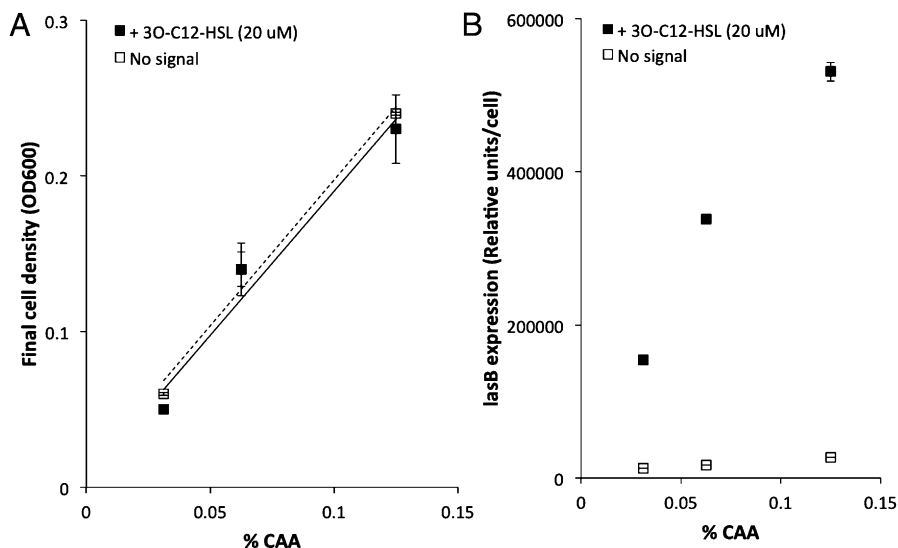 A
+ 3O-C12-HSL (20 uM)
No signal
Final cell density (OD600)
0.3
0.2
0.1
0
0
0.05
0.1
0.15
% CAA
B
+ 3O-C12-HSL (20 uM)
No signal
lasB expression (Relative units/cell)
600000
400000
200000
0
0
0.05
0.1
0.15
% CAA